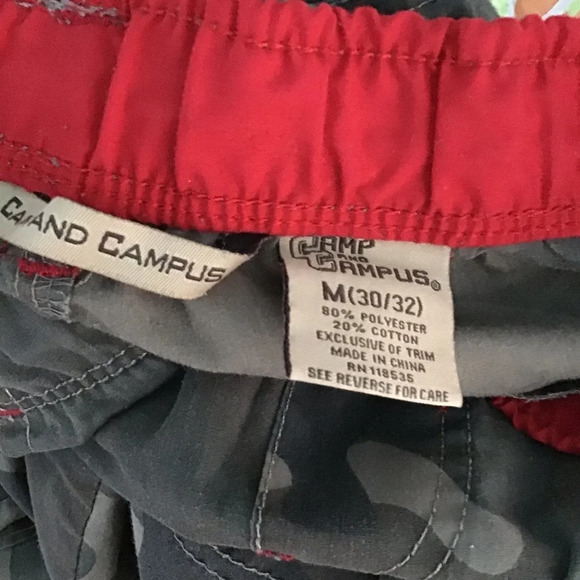 AND CAMPUS
CAMP
AND
CAMPUS®
M(30/32)
80% POLYESTER
20% COTTON
EXCLUSIVE OF TRIM
MADE IN CHINA
RN 118535
SEE REVERSE FOR CARE